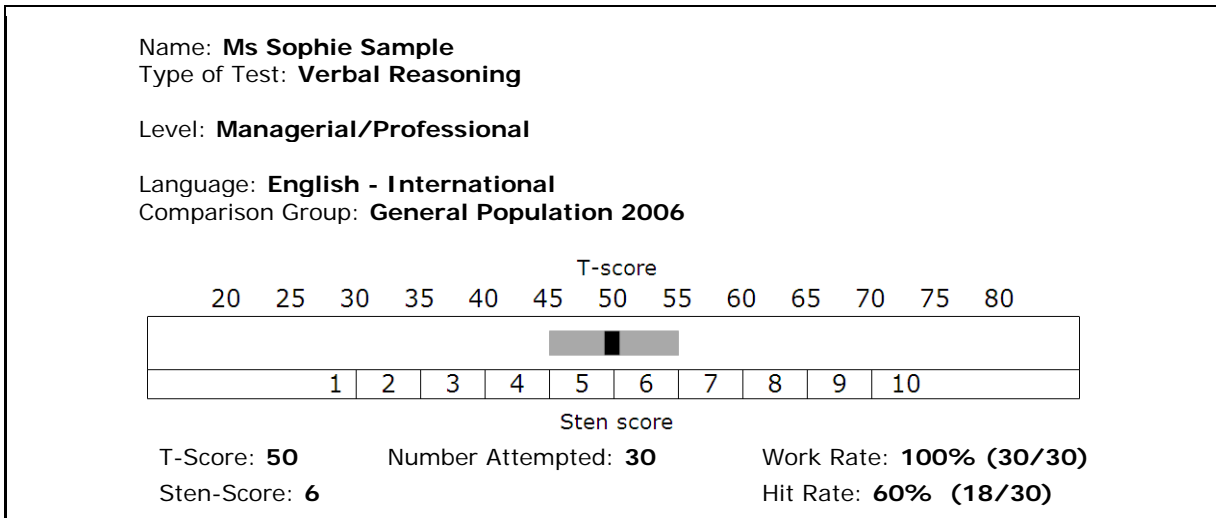 Name: Ms Sophie Sample
Type of Test: Verbal Reasoning
Level: Managerial/Professional
Language: English - International
Comparison Group: General Population 2006
T-score
20 25 30 35 40 45 50 55 60 65 70 75 80
1 2 3 4 5 6 7 8 9 10
Sten score
T-Score: 50 Number Attempted: 30 Work Rate: 100% (30/30)
Sten-Score: 6 Hit Rate: 60% (18/30)